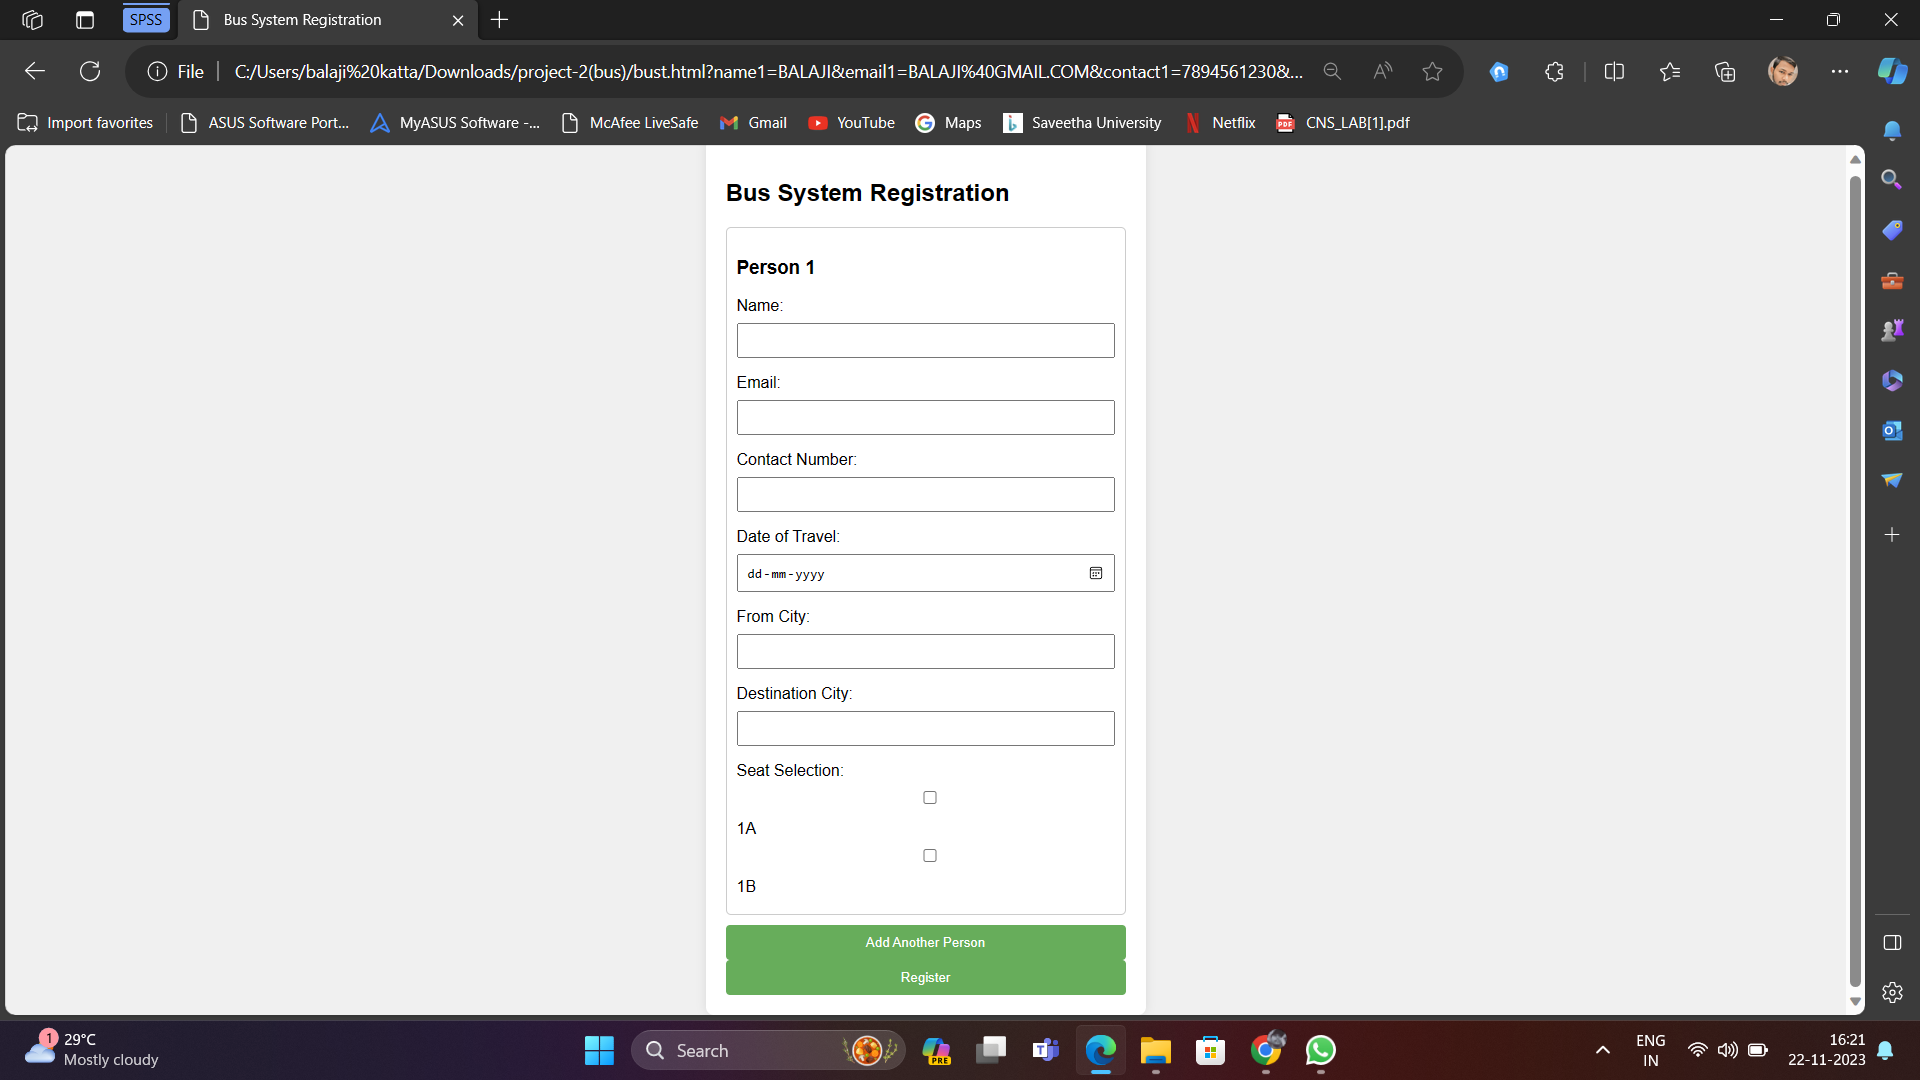 SPSS
Bus System Registration
File
C:/Users/balaji%20katta/Downloads/project-2(bus)/bust.html?name1=BALAJI&email1=BALAJI%40GMAIL.COM&contact1=7894561230&...
Import favorites
ASUS Software Port...
MyASUS Software -...
McAfee LiveSafe
Gmail
YouTube
Maps
Saveetha University
Netflix
PDF
CNS_LAB[1].pdf
Bus System Registration
Person 1
Name:
Email:
Contact Number:
Date of Travel:
dd-mm-yyyy
From City:
Destination City:
Seat Selection:
1A
1B
Add Another Person
Register
1
29°C
Mostly cloudy
Search
PRE
ENG
IN
16:21
22-11-2023